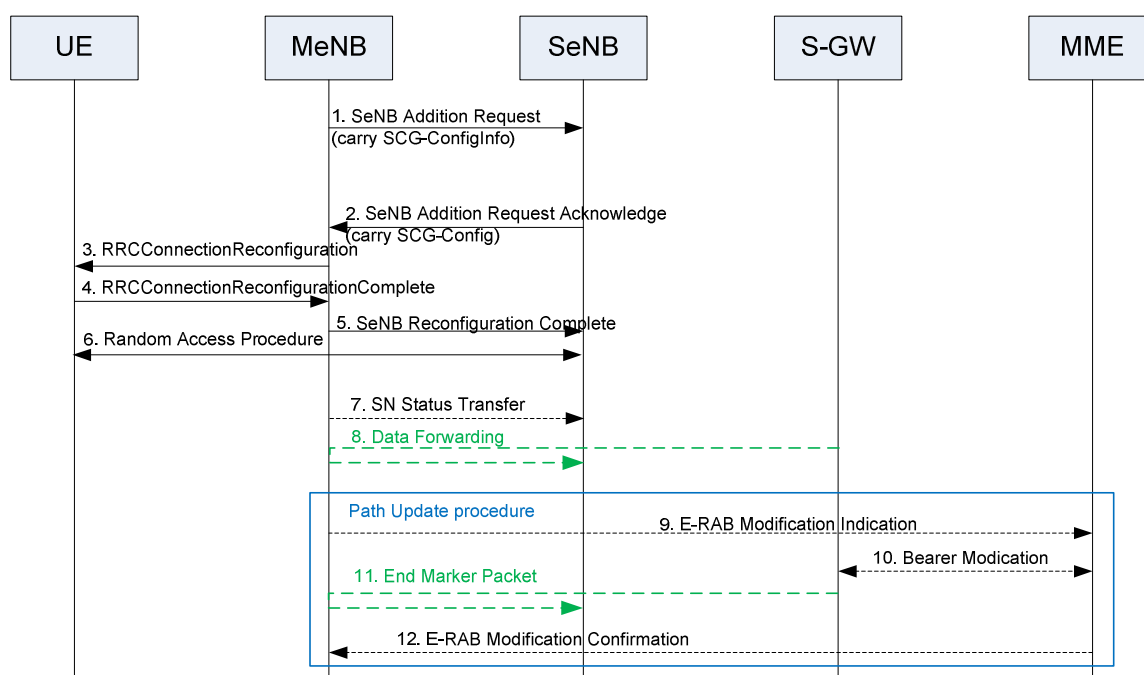 UE
MeNB
SeNB
S-GW
MME
1. SeNB Addition Request
(carry SCG-ConfigInfo)
2. SeNB Addition Request Acknowledge
(carry SCG-Config)
3. RRCConnectionReconfiguration
4. RRCConnectionReconfigurationComplete
5. SeNB Reconfiguration Complete
6. Random Access Procedure
7. SN Status Transfer
8. Data Forwarding
Path Update procedure
9. E-RAB Modification Indication
10. Bearer Modication
11. End Marker Packet
12. E-RAB Modification Confirmation